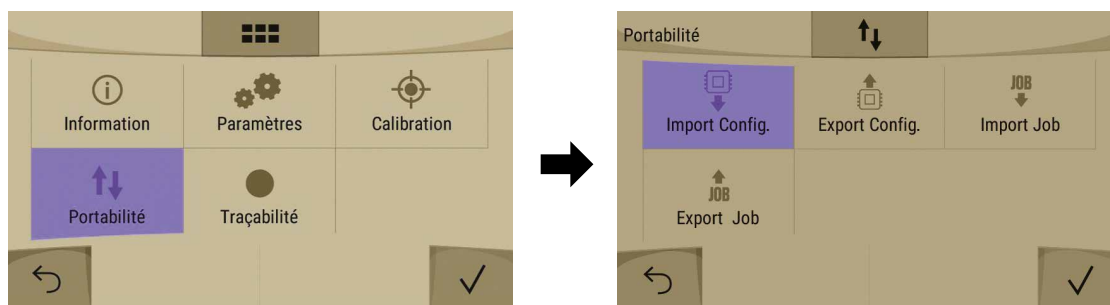 Information
Paramètres
Calibration
Portabilité
Traçabilité
Portabilité
Import Config.
Export Config.
JOB
Import Job
JOB
Export Job